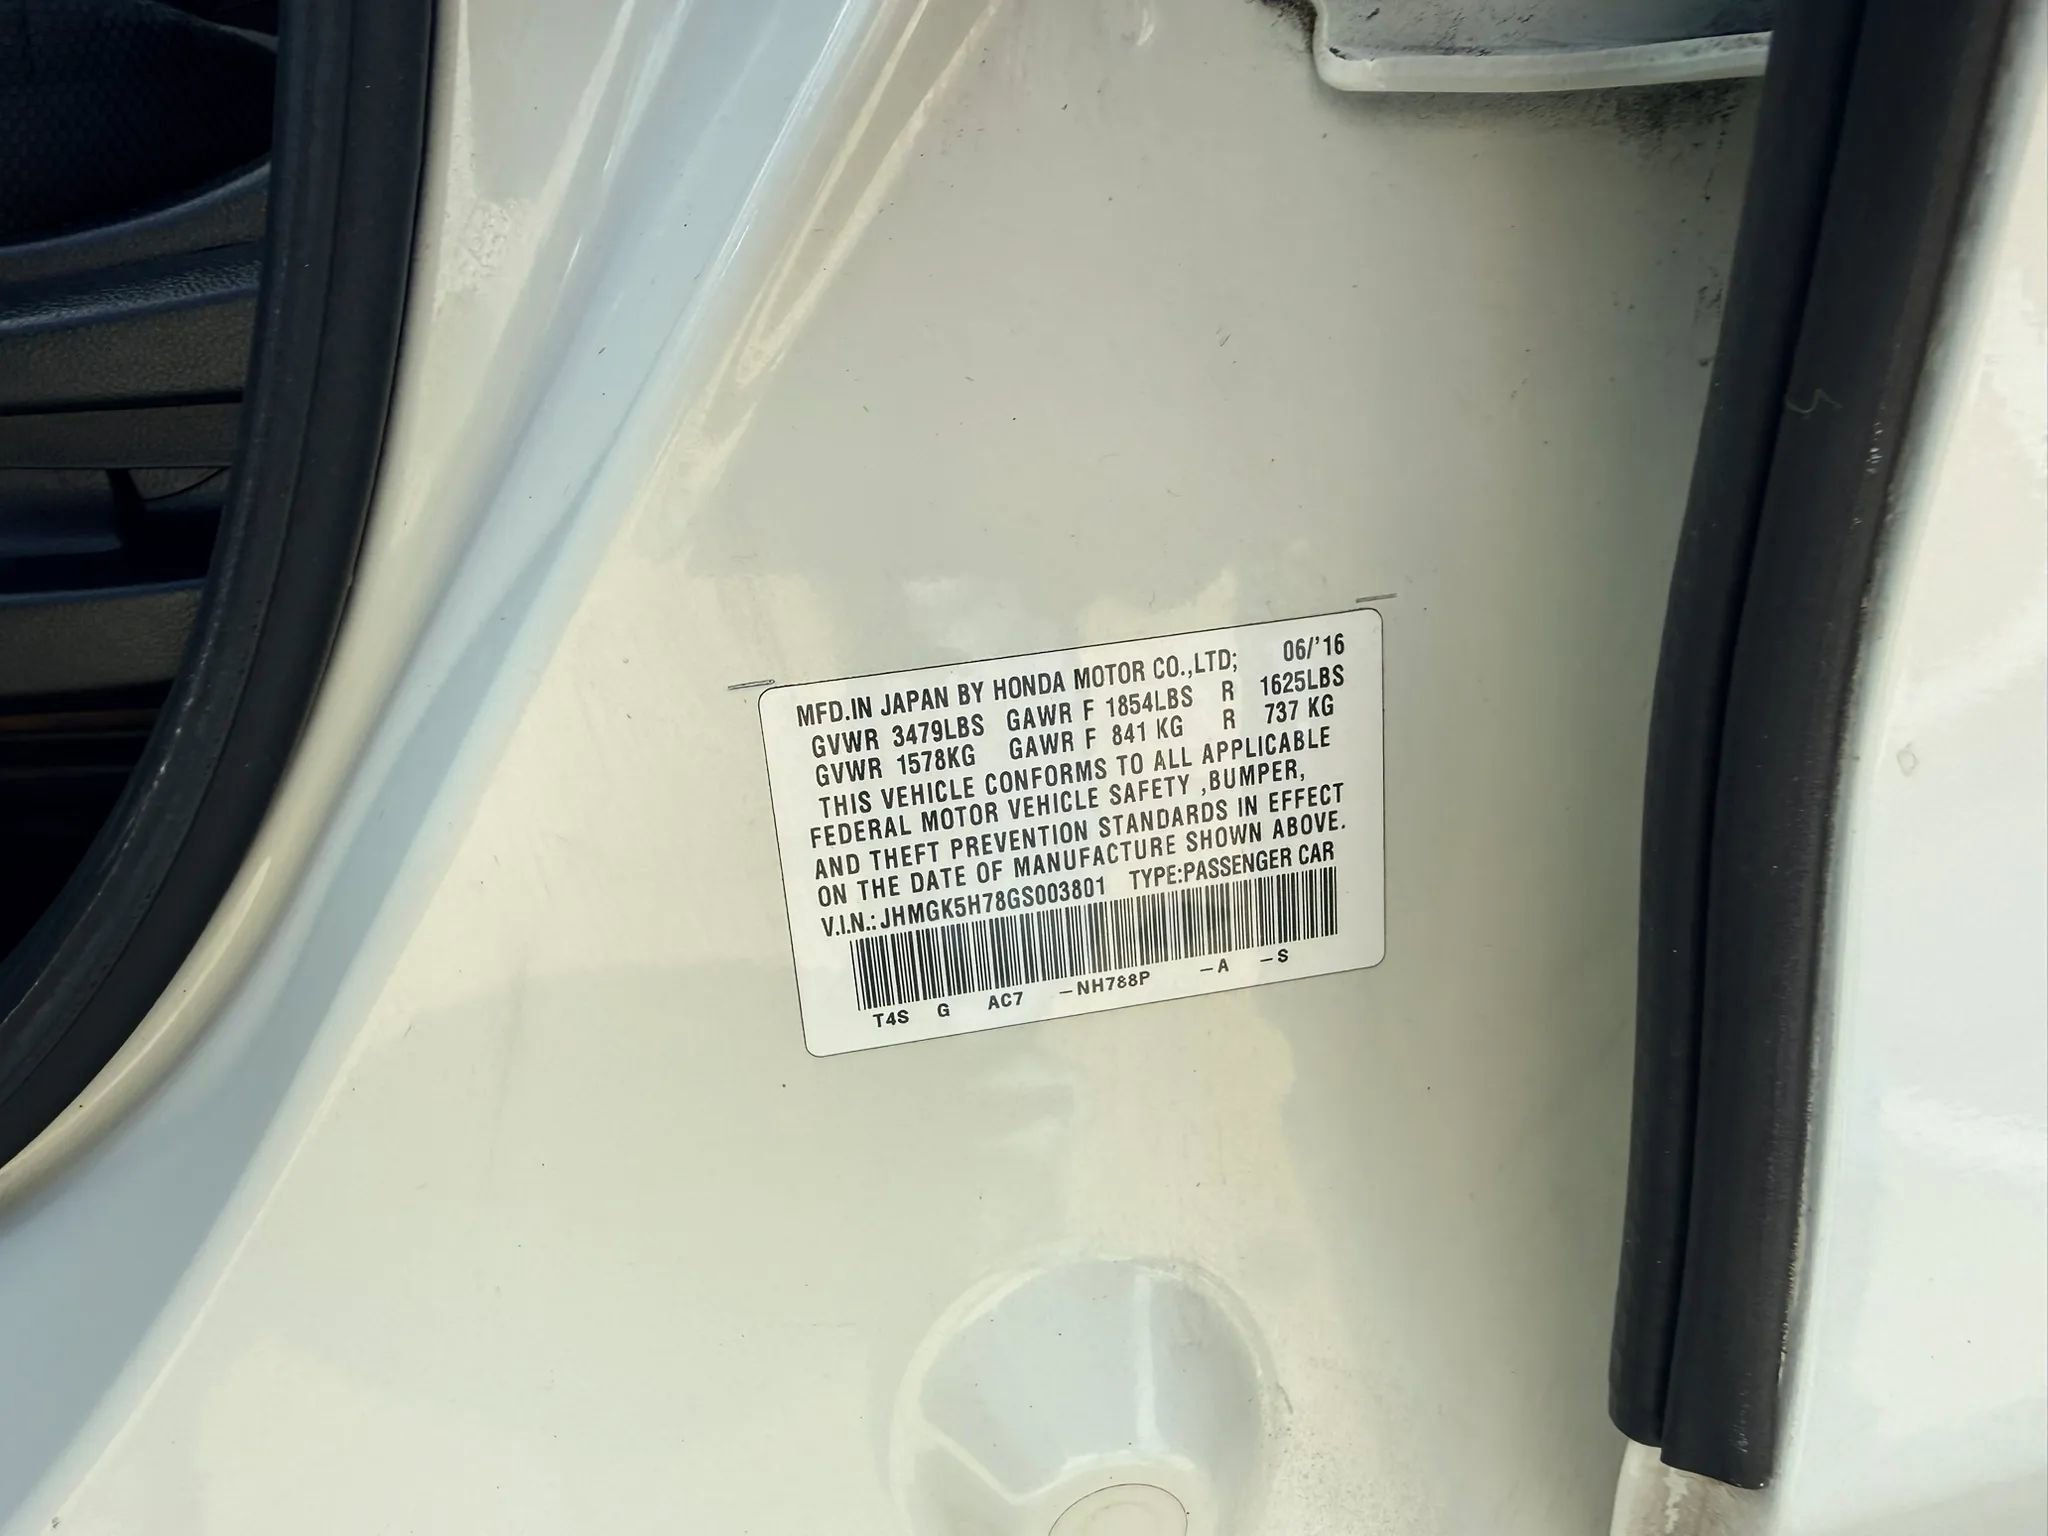 MFD.IN JAPAN BY HONDA MOTOR CO.,LTD; 06/'16
GVWR 3479LBS GAWR F 1854LBS R 1625LBS
GVWR 1578KG GAWR F 841 KG R 737 KG
THIS VEHICLE CONFORMS TO ALL APPLICABLE
FEDERAL MOTOR VEHICLE SAFETY ,BUMPER,
AND THEFT PREVENTION STANDARDS IN EFFECT
ON THE DATE OF MANUFACTURE SHOWN ABOVE.
V.I.N.: JHMGK5H78GS003801 TYPE:PASSENGER CAR
T4S G AC7 -NH788P -A -S